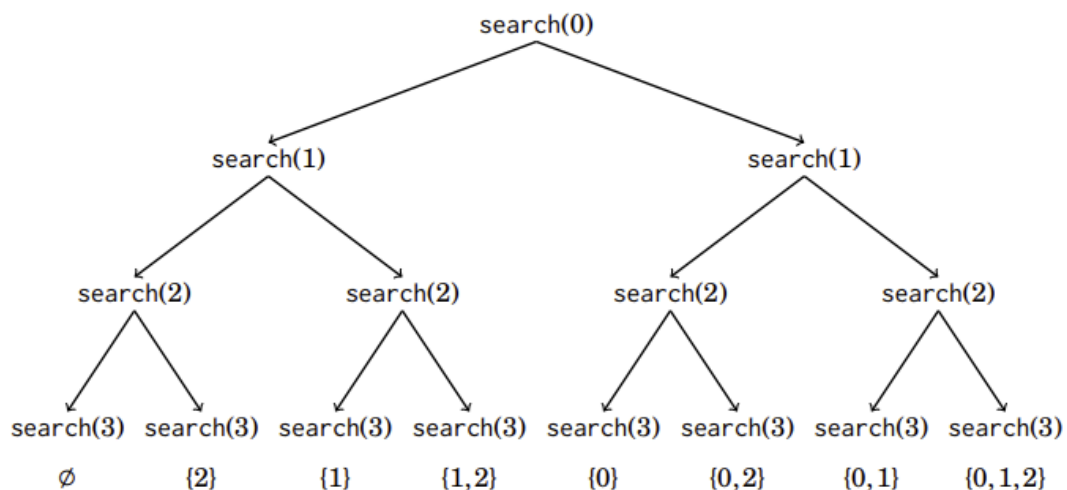 search(0)
search(1) search(1)
search(2) search(2) search(2) search(2)
search(3) search(3) search(3) search(3) search(3) search(3) search(3) search(3)
∅ {2} {1} {1,2} {0} {0,2} {0,1} {0,1,2}